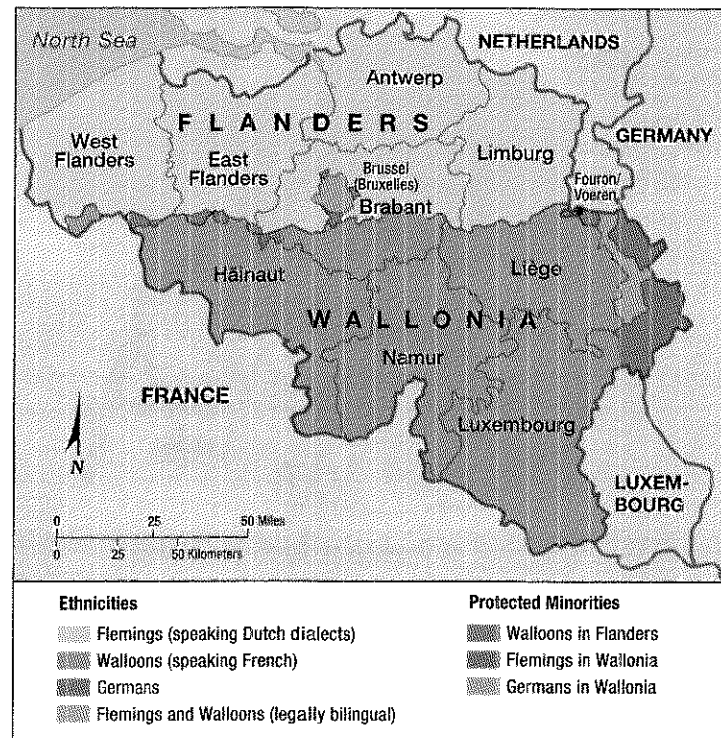 North Sea
NETHERLANDS
Antwerp
FLANDERS
GERMANY
West
Flanders
East
Flanders
Limburg
Brussel
(Bruxelles)
Brabant
Fouron/
Voeren
Hainaut
Liège
WALLONIA
Namur
FRANCE
Luxembourg
LUXEM-
BOURG
N
0 25 50 Miles
0 25 50 Kilometers
Ethnicities
Flemings (speaking Dutch dialects)
Walloons (speaking French)
Germans
Flemings and Walloons (legally bilingual)
Protected Minorities
Walloons in Flanders
Flemings in Wallonia
Germans in Wallonia